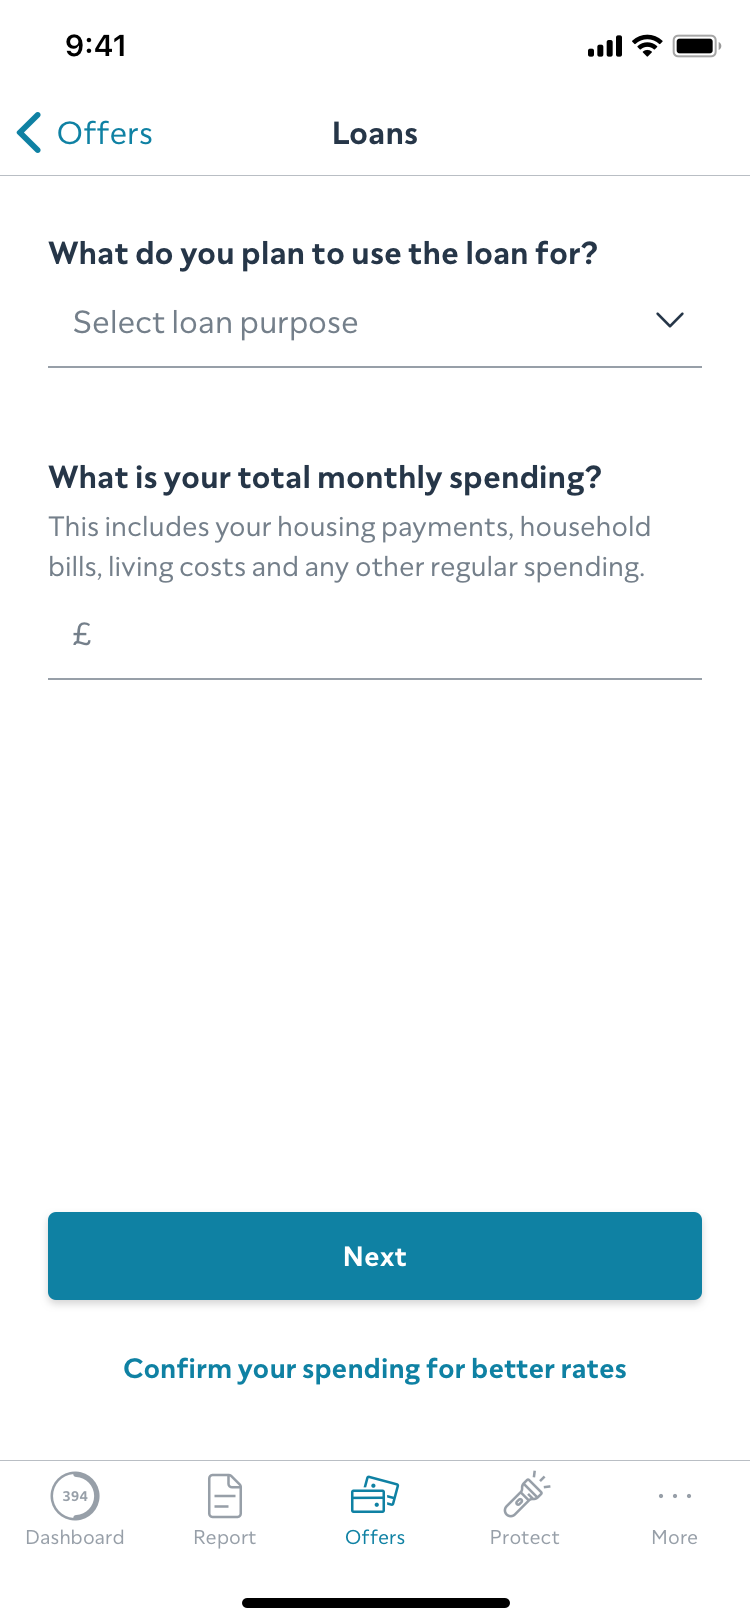 9:41
Offers
Loans
What do you plan to use the loan for?
Select loan purpose
What is your total monthly spending?
This includes your housing payments, household
bills, living costs and any other regular spending.
£
Next
Confirm your spending for better rates
394
Dashboard
Report
Offers
Protect
More